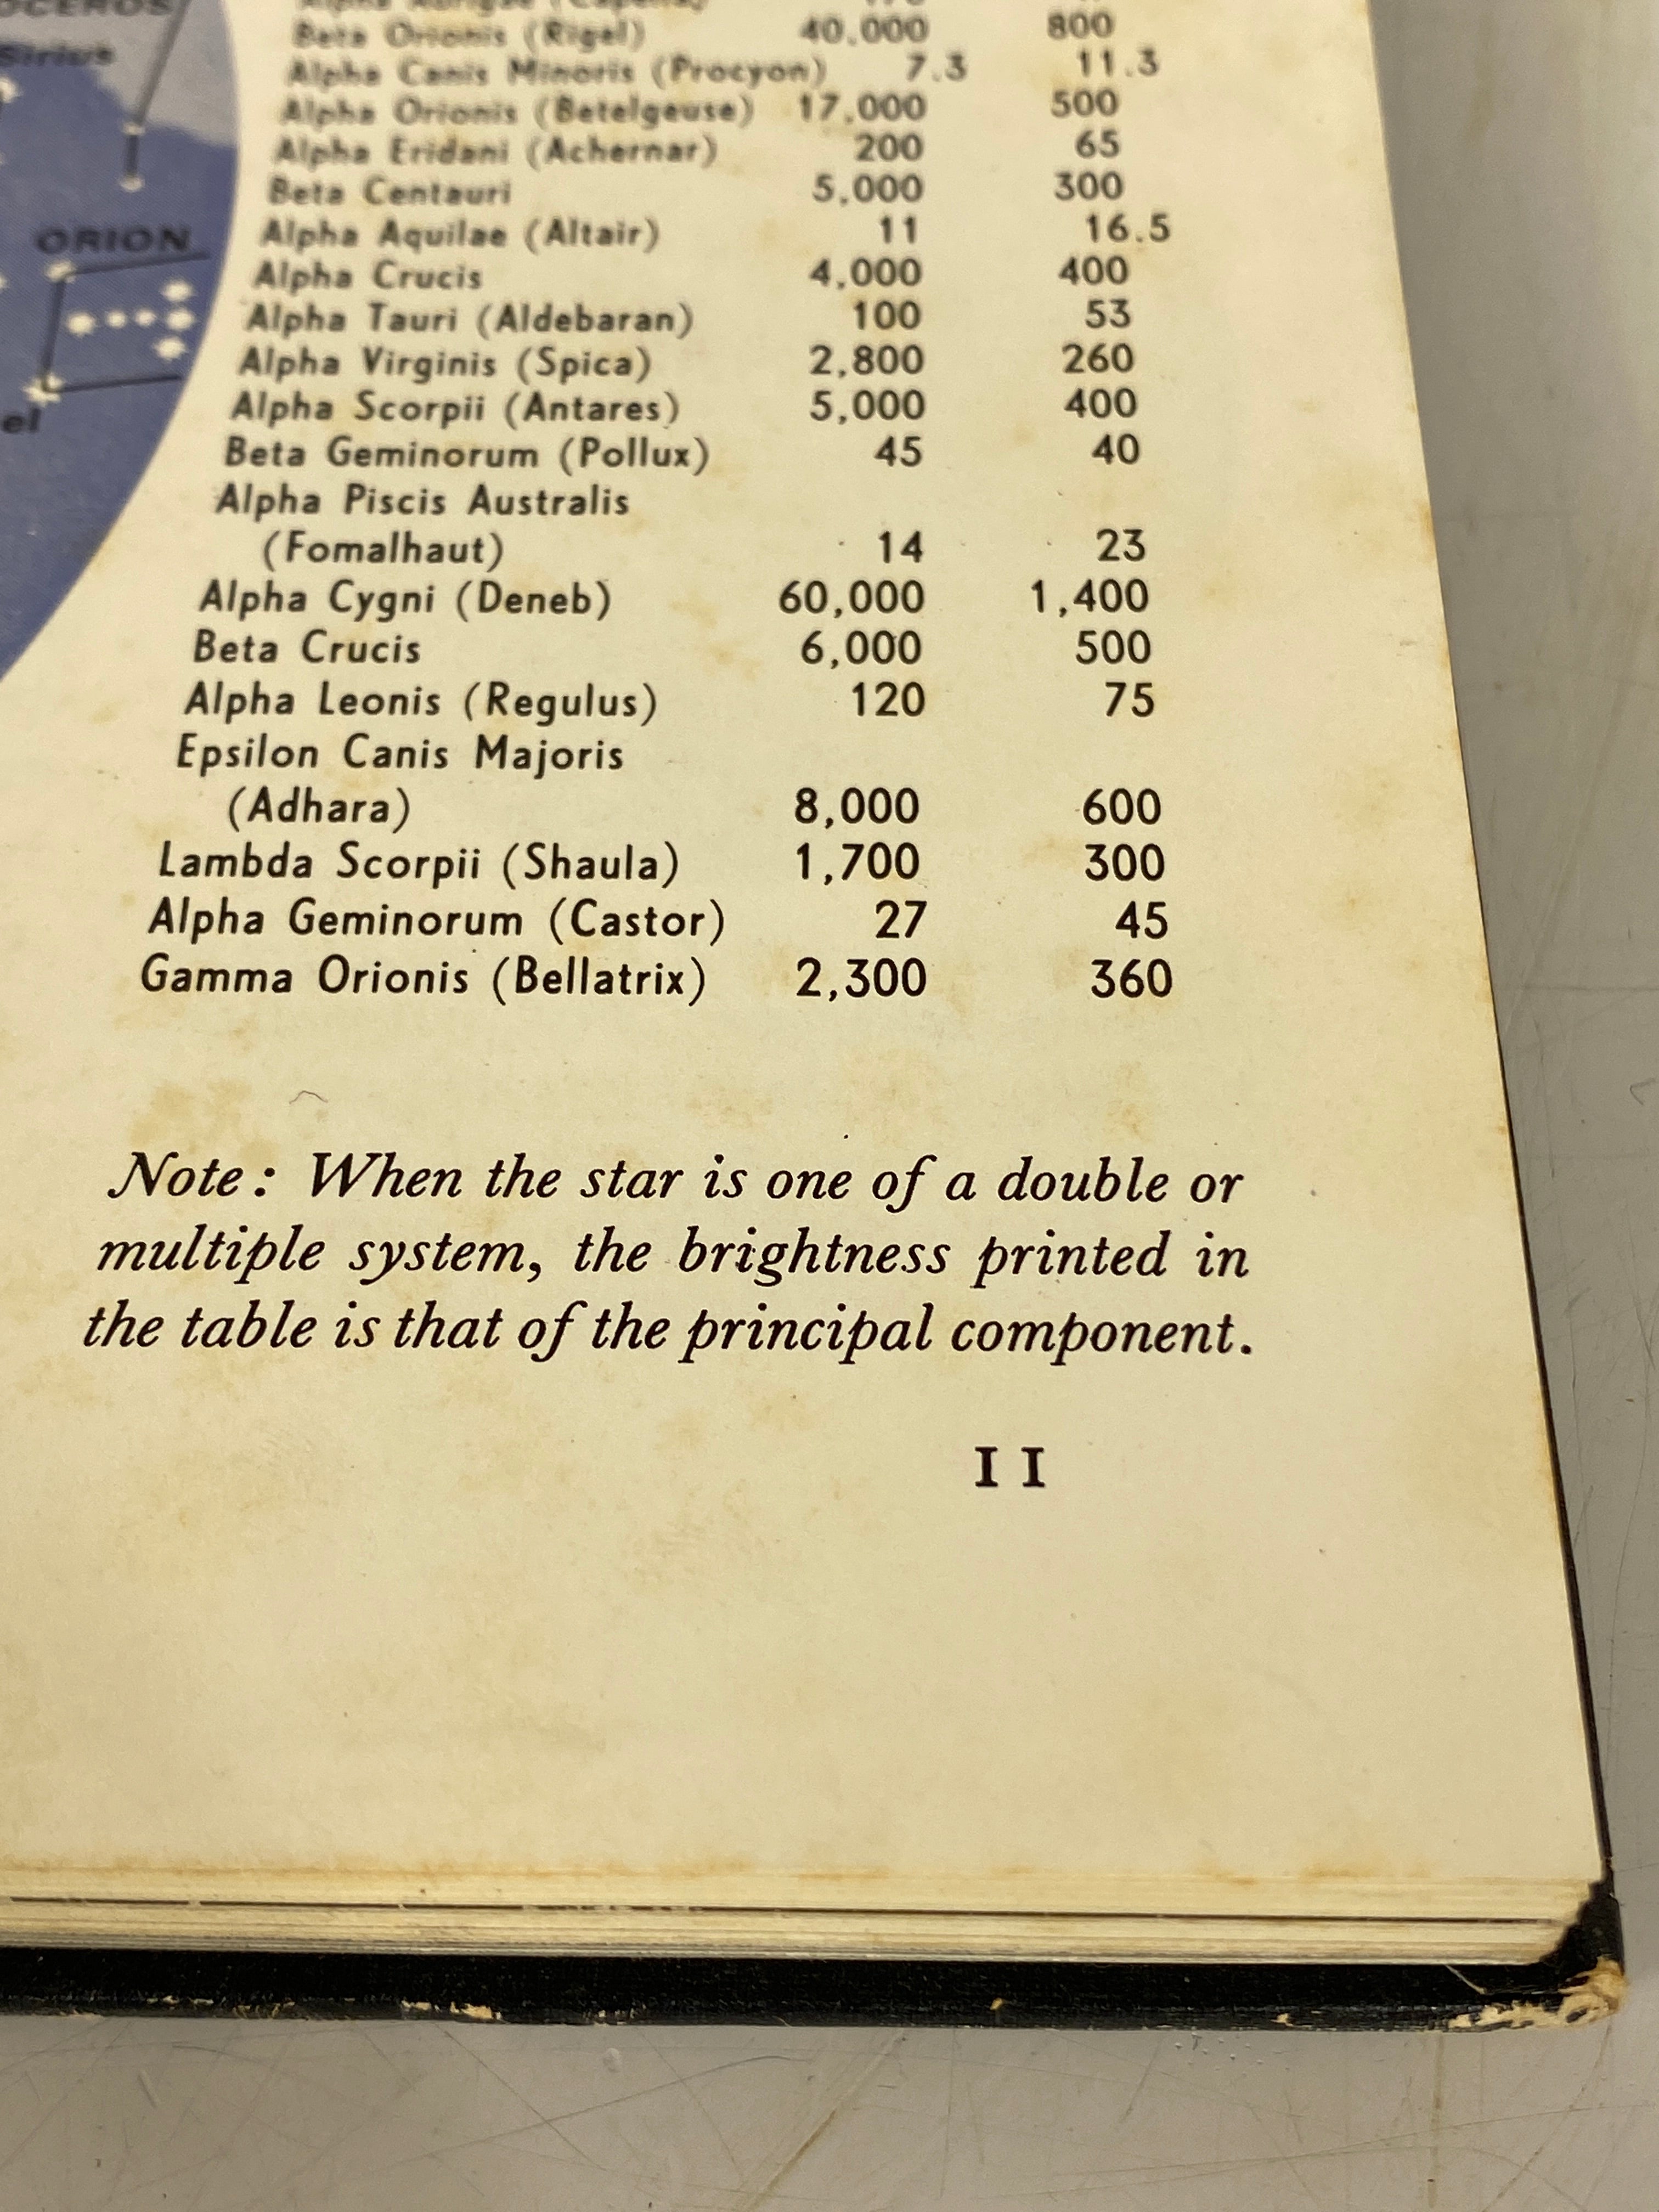 OCEROS
Sirius
ORION
el
Alpha Aurigae (Capella)
Beta Orionis (Rigel) 40,000 800
Alpha Canis Minoris (Procyon) 7.3 11.3
Alpha Orionis (Betelgeuse) 17,000 500
Alpha Eridani (Achernar) 200 65
Beta Centauri 5,000 300
Alpha Aquilae (Altair) 11 16.5
Alpha Crucis 4,000 400
Alpha Tauri (Aldebaran) 100 53
Alpha Virginis (Spica) 2,800 260
Alpha Scorpii (Antares) 5,000 400
Beta Geminorum (Pollux) 45 40
Alpha Piscis Australis
(Fomalhaut) 14 23
Alpha Cygni (Deneb) 60,000 1,400
Beta Crucis 6,000 500
Alpha Leonis (Regulus) 120 75
Epsilon Canis Majoris
(Adhara) 8,000 600
Lambda Scorpii (Shaula) 1,700 300
Alpha Geminorum (Castor) 27 45
Gamma Orionis (Bellatrix) 2,300 360
Note: When the star is one of a double or
multiple system, the brightness printed in
the table is that of the principal component.
II